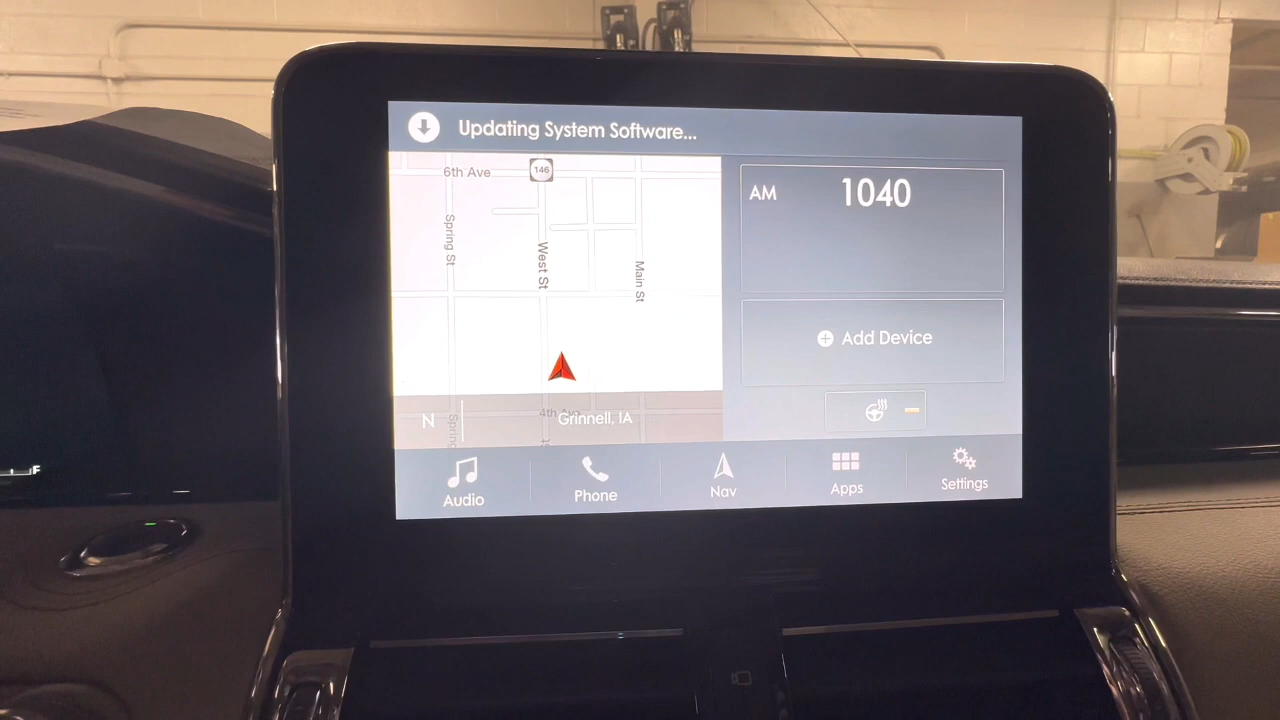 Updating System Software...
6th Ave
146
Spring St
West St
Main St
AM
1040
Add Device
N
4th Ave
Grinnell, IA
Spring
Audio
Phone
Nav
Apps
Settings
F